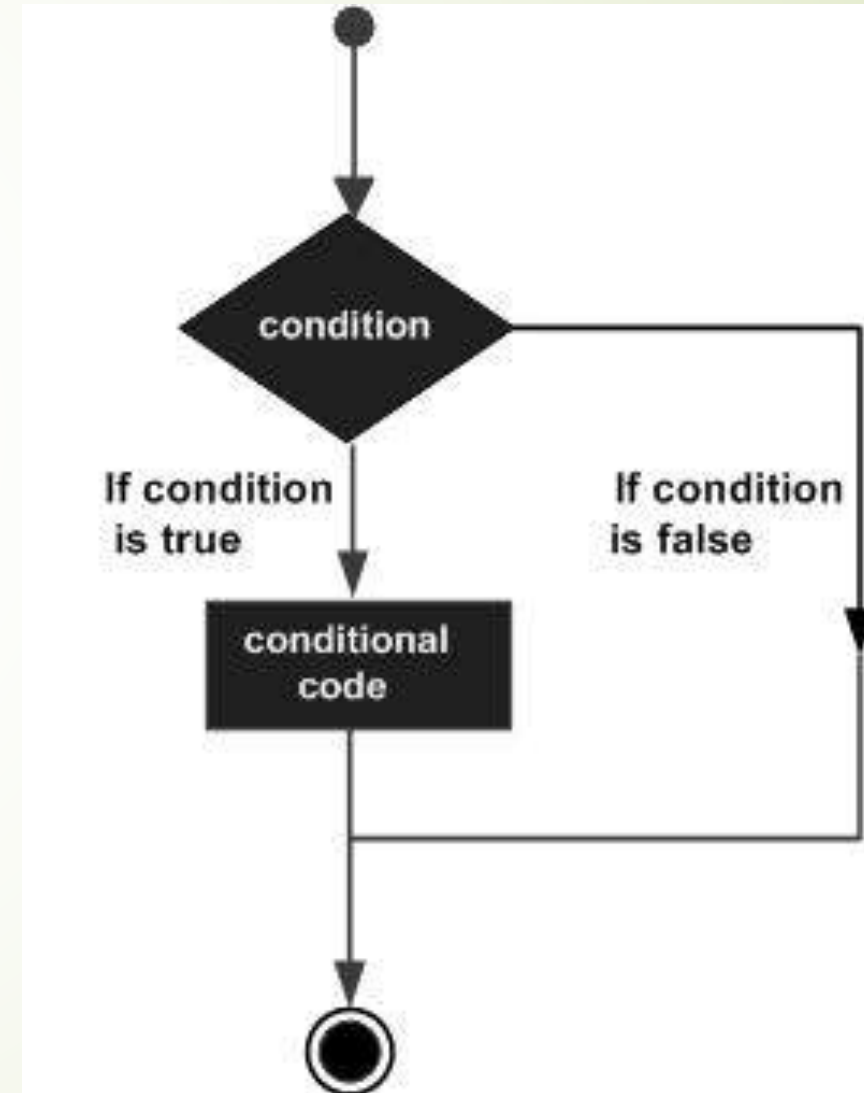 condition
If condition
is true
If condition
is false
conditional
code